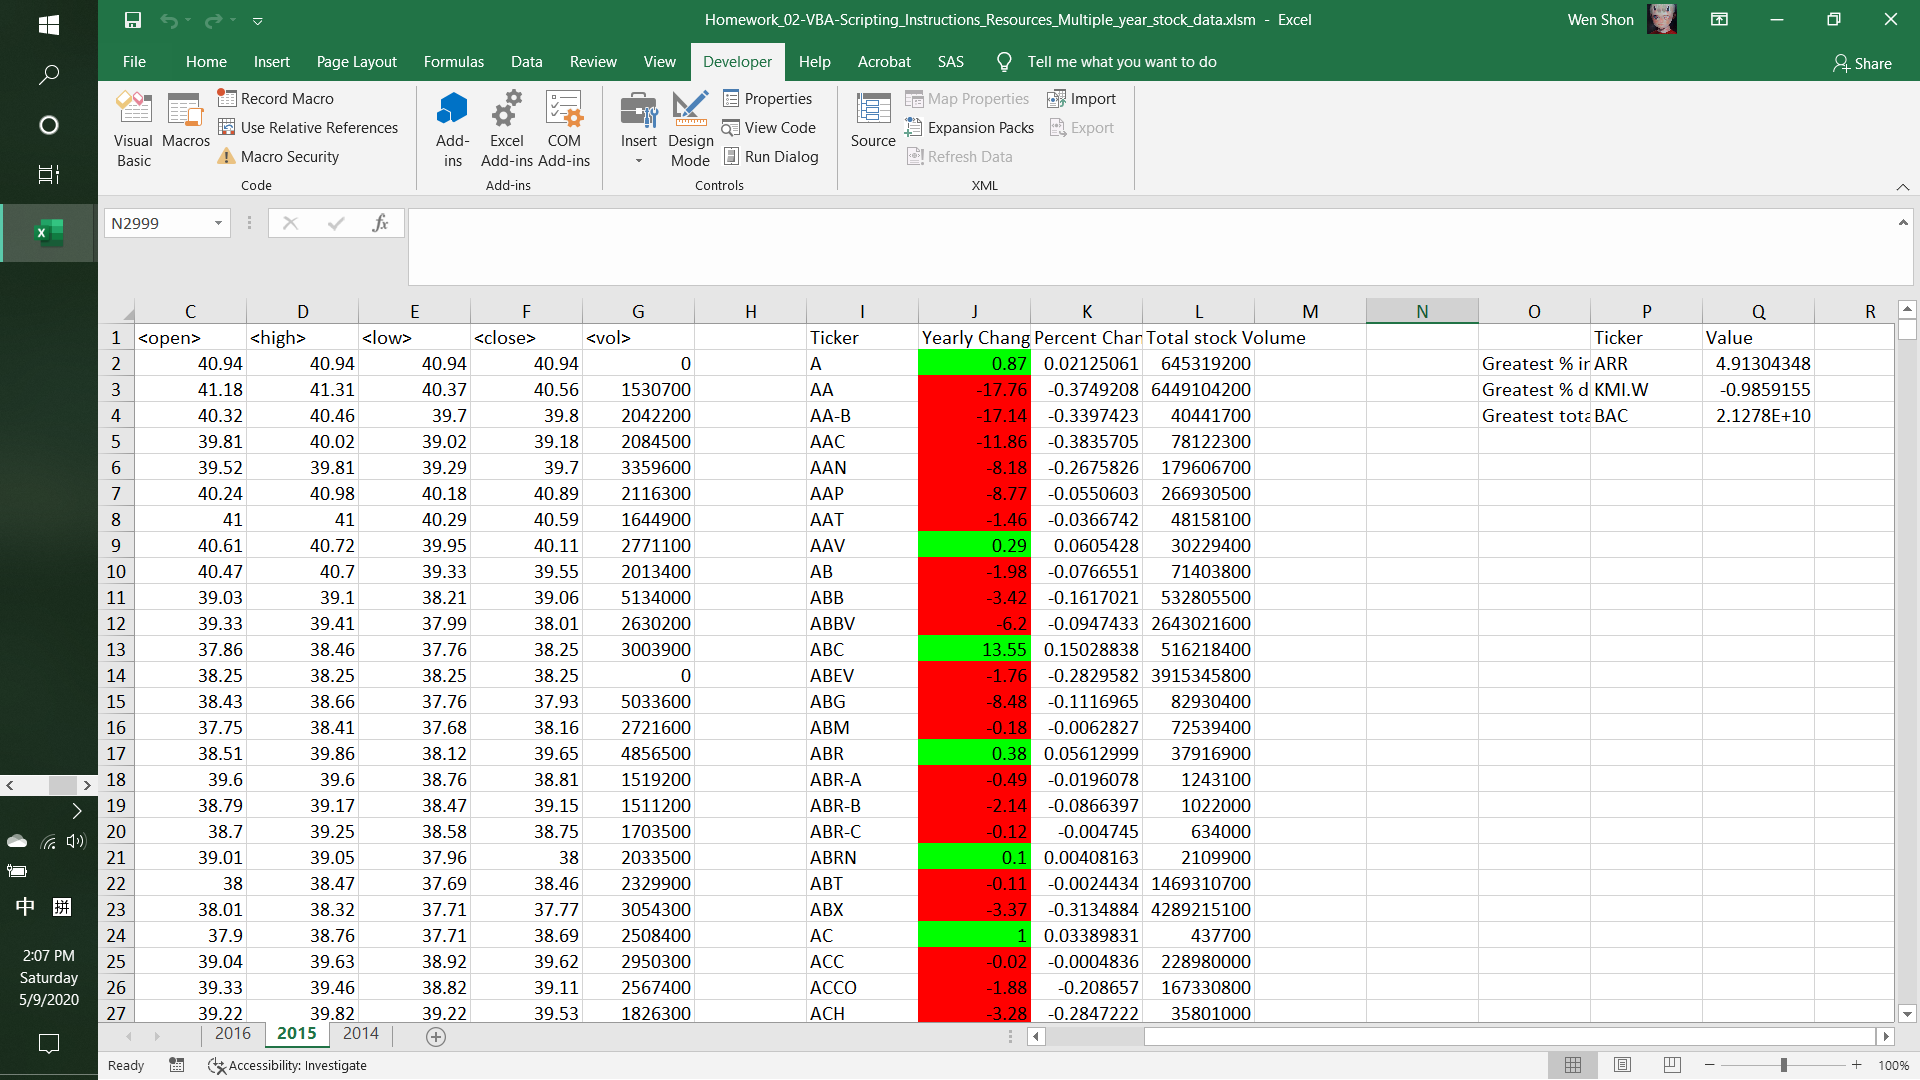 Homework_02-VBA-Scripting_Instructions_Resources_Multiple_year_stock_data.xlsm - Excel
Wen Shon
File Home Insert Page Layout Formulas Data Review View Developer Help Acrobat SAS Tell me what you want to do Share
Visual Basic
Macros
Record Macro
Use Relative References
Macro Security
Code
Add-ins
Excel Add-ins
COM Add-ins
Add-ins
Insert
Design Mode
Properties
View Code
Run Dialog
Controls
Source
Map Properties
Expansion Packs
Refresh Data
Import
Export
XML
N2999
fx
C D E F G H I J K L M N O P Q R
1 <open> <high> <low> <close> <vol> Ticker Yearly Chang Percent Char Total stock Volume Ticker Value
2 40.94 40.94 40.94 40.94 0 A 0.87 0.02125061 645319200 Greatest % ir ARR 4.91304348
3 41.18 41.31 40.37 40.56 1530700 AA -17.76 -0.3749208 6449104200 Greatest % d KMI.W -0.9859155
4 40.32 40.46 39.7 39.8 2042200 AA-B -17.14 -0.3397423 40441700 Greatest tota BAC 2.1278E+10
5 39.81 40.02 39.02 39.18 2084500 AAC -11.86 -0.3835705 78122300
6 39.52 39.81 39.29 39.7 3359600 AAN -8.18 -0.2675826 179606700
7 40.24 40.98 40.18 40.89 2116300 AAP -8.77 -0.0550603 266930500
8 41 41 40.29 40.59 1644900 AAT -1.46 -0.0366742 48158100
9 40.61 40.72 39.95 40.11 2771100 AAV 0.29 0.0605428 30229400
10 40.47 40.7 39.33 39.55 2013400 AB -1.98 -0.0766551 71403800
11 39.03 39.1 38.21 39.06 5134000 ABB -3.42 -0.1617021 532805500
12 39.33 39.41 37.99 38.01 2630200 ABBV -6.2 -0.0947433 2643021600
13 37.86 38.46 37.76 38.25 3003900 ABC 13.55 0.15028838 516218400
14 38.25 38.25 38.25 38.25 0 ABEV -1.76 -0.2829582 3915345800
15 38.43 38.66 37.76 37.93 5033600 ABG -8.48 -0.1116965 82930400
16 37.75 38.41 37.68 38.16 2721600 ABM -0.18 -0.0062827 72539400
17 38.51 39.86 38.12 39.65 4856500 ABR 0.38 0.05612999 37916900
18 39.6 39.6 38.76 38.81 1519200 ABR-A -0.49 -0.0196078 1243100
19 38.79 39.17 38.47 39.15 1511200 ABR-B -2.14 -0.0866397 1022000
20 38.7 39.25 38.58 38.75 1703500 ABR-C -0.12 -0.004745 634000
21 39.01 39.05 37.96 38 2033500 ABRN 0.1 0.00408163 2109900
22 38 38.47 37.69 38.46 2329900 ABT -0.11 -0.0024434 1469310700
23 38.01 38.32 37.71 37.77 3054300 ABX -3.37 -0.3134884 4289215100
24 37.9 38.76 37.71 38.69 2508400 AC 1 0.03389831 437700
25 39.04 39.63 38.92 39.62 2950300 ACC -0.02 -0.0004836 228980000
26 39.33 39.46 38.82 39.11 2567400 ACCO -1.88 -0.208657 167330800
27 39.22 39.82 39.22 39.53 1826300 ACH -3.28 -0.2847222 35801000
2016 2015 2014
Ready Accessibility: Investigate 100%
中 拼
2:07 PM
Saturday
5/9/2020